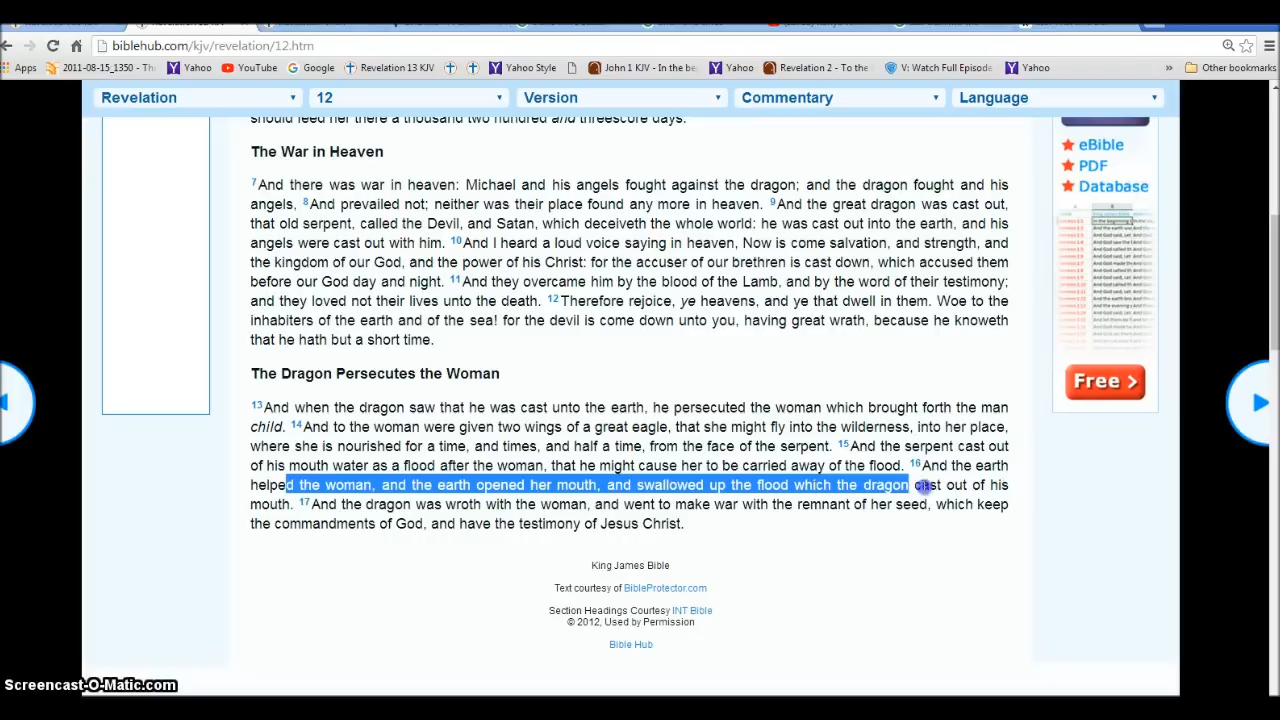 biblehub.com/kjv/revelation/12.htm
Apps 2011-08-15_1350 - Th Yahoo YouTube Google Revelation 13 KJV Yahoo Style John 1 KJV - In the be Yahoo Revelation 2 - To the V: Watch Full Episod Yahoo » Other bookmarks
Revelation 12 Version Commentary Language
should feed her there a thousand two hundred and threescore days.
The War in Heaven
7And there was war in heaven: Michael and his angels fought against the dragon; and the dragon fought and his
angels, 8And prevailed not; neither was their place found any more in heaven. 9And the great dragon was cast out,
that old serpent, called the Devil, and Satan, which deceiveth the whole world: he was cast out into the earth, and his
angels were cast out with him. 10And I heard a loud voice saying in heaven, Now is come salvation, and strength, and
the kingdom of our God, and the power of his Christ: for the accuser of our brethren is cast down, which accused them
before our God day and night. 11And they overcame him by the blood of the Lamb, and by the word of their testimony;
and they loved not their lives unto the death. 12Therefore rejoice, ye heavens, and ye that dwell in them. Woe to the
inhabiters of the earth and of the sea! for the devil is come down unto you, having great wrath, because he knoweth
that he hath but a short time.
The Dragon Persecutes the Woman
13And when the dragon saw that he was cast unto the earth, he persecuted the woman which brought forth the man
child. 14And to the woman were given two wings of a great eagle, that she might fly into the wilderness, into her place,
where she is nourished for a time, and times, and half a time, from the face of the serpent. 15And the serpent cast out
of his mouth water as a flood after the woman, that he might cause her to be carried away of the flood. 16And the earth
helped the woman, and the earth opened her mouth, and swallowed up the flood which the dragon cast out of his
mouth. 17And the dragon was wroth with the woman, and went to make war with the remnant of her seed, which keep
the commandments of God, and have the testimony of Jesus Christ.
King James Bible
Text courtesy of BibleProtector.com
Section Headings Courtesy INT Bible
© 2012, Used by Permission
Bible Hub
eBible
PDF
Database
Free >
Screencast-O-Matic.com